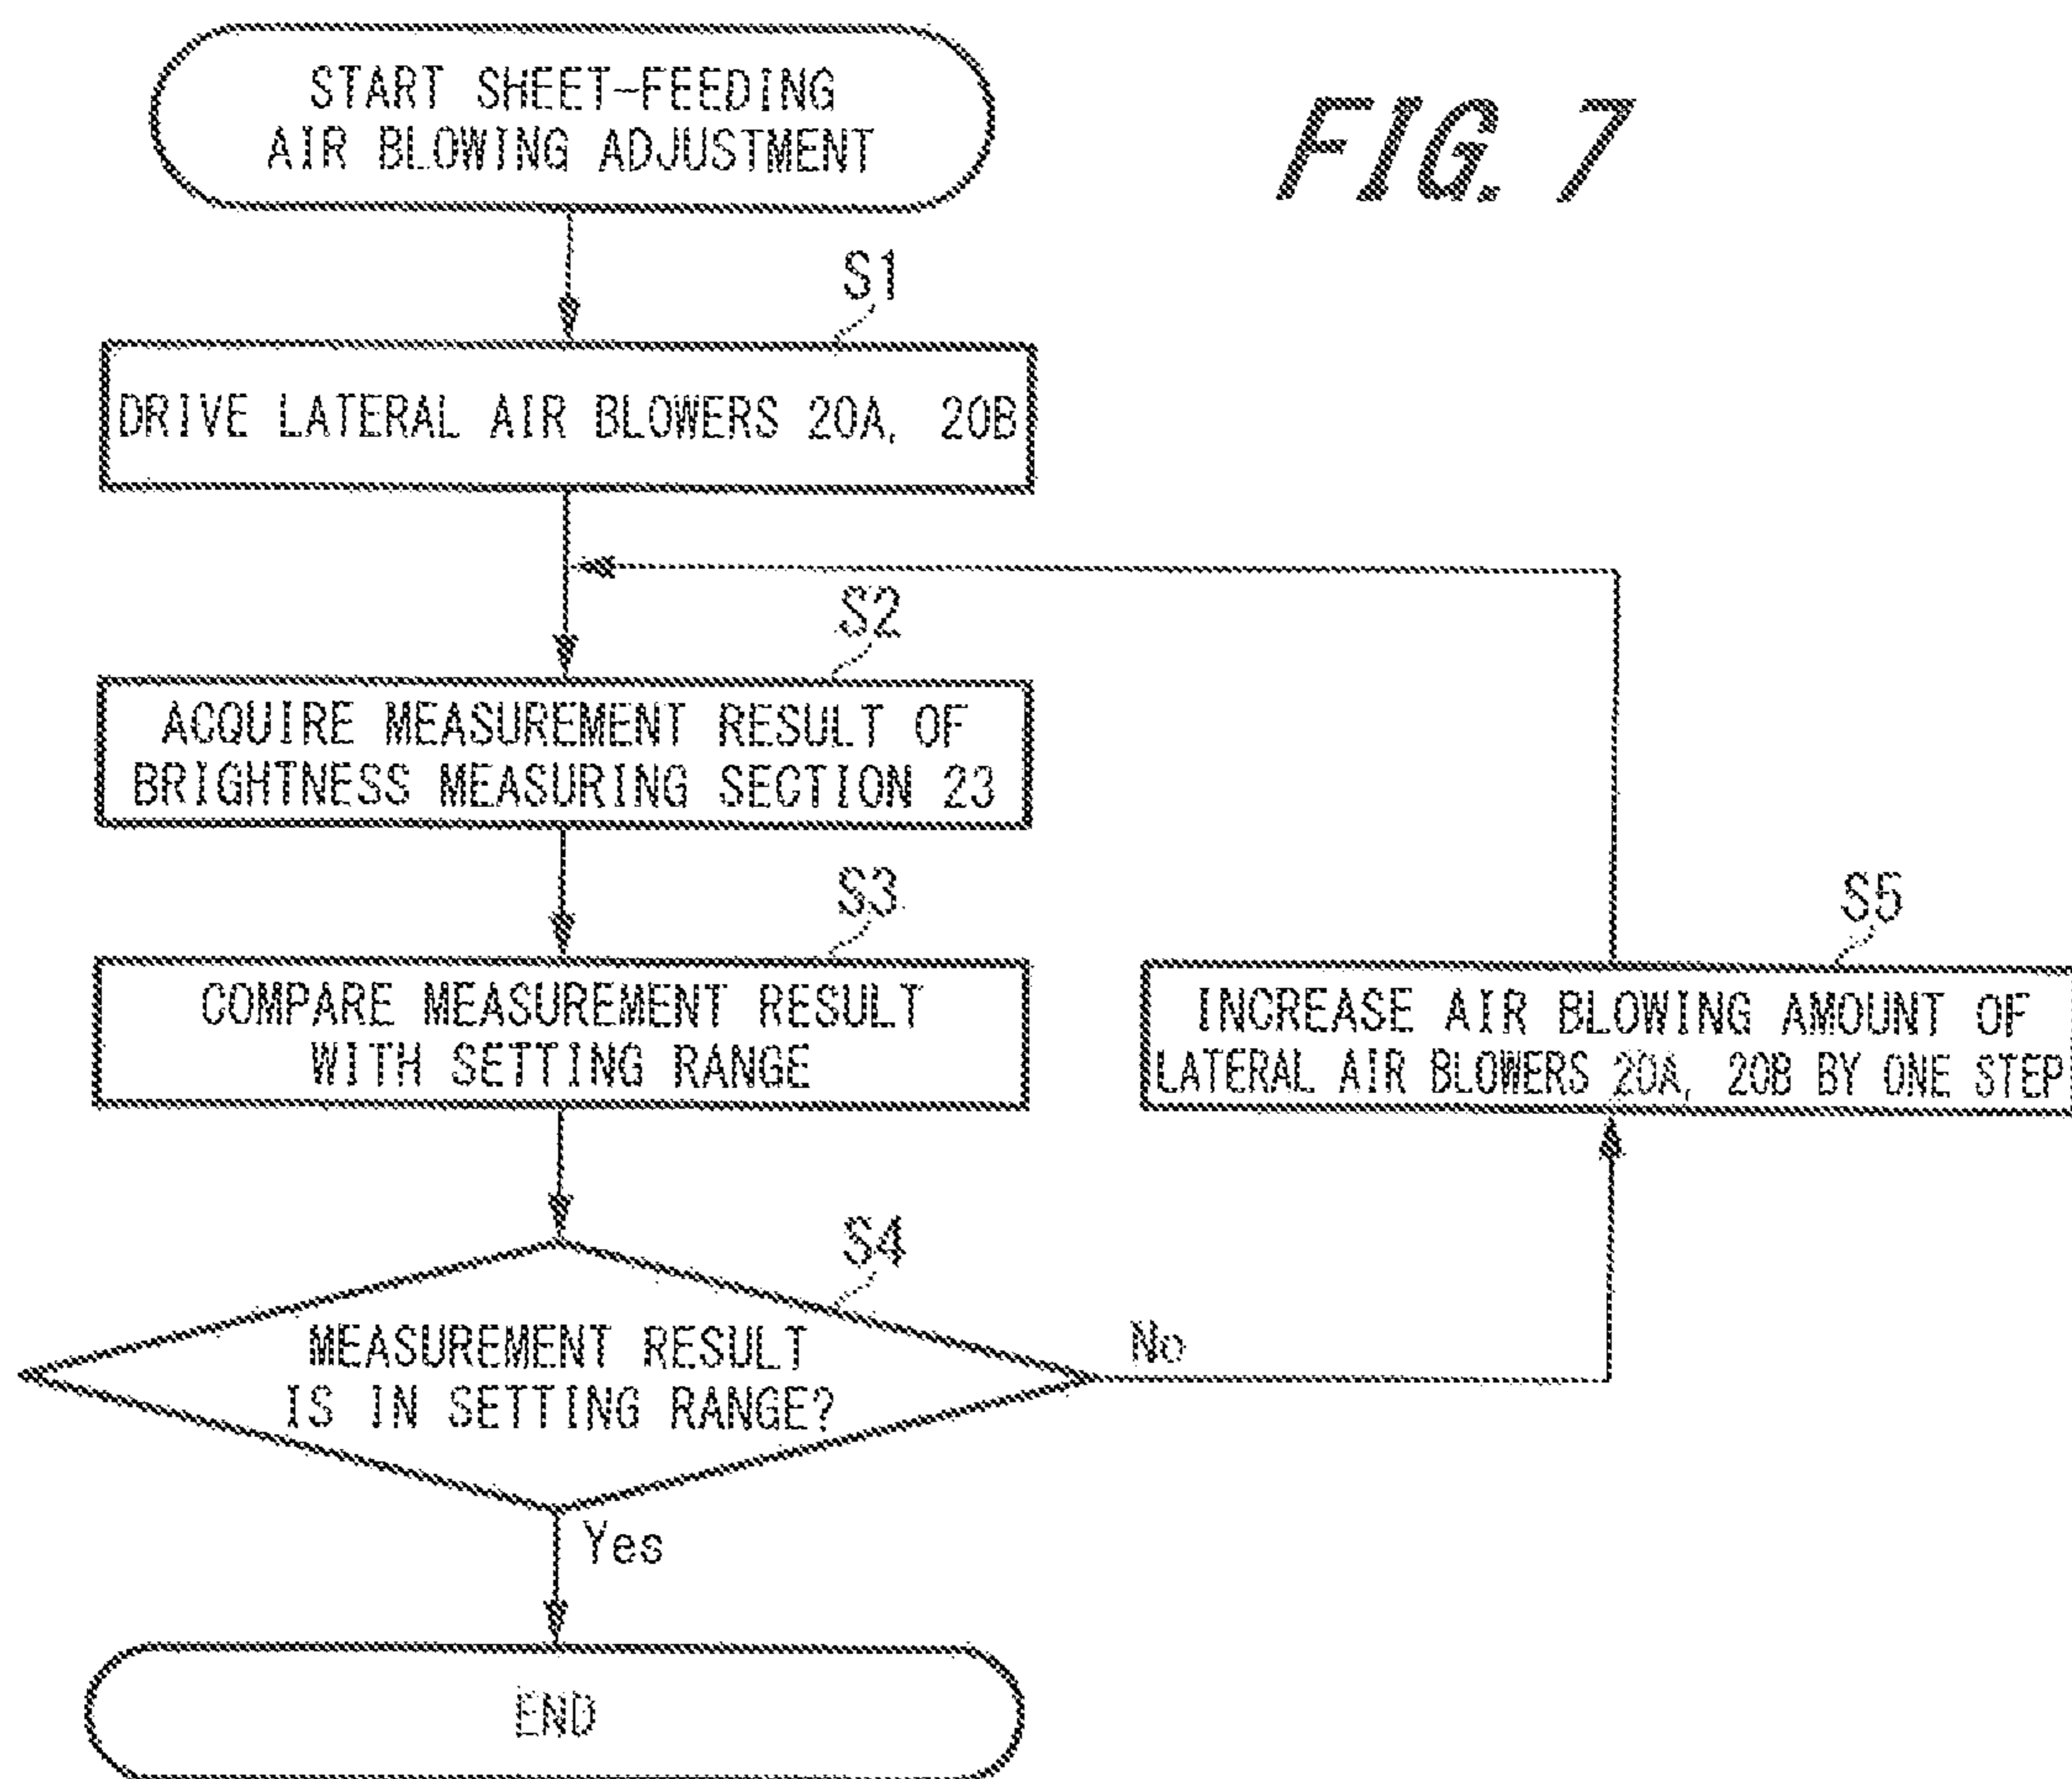 START SHEET-FEEDING
AIR BLOWING ADJUSTMENT
FIG. 7
S1
DRIVE LATERAL AIR BLOWERS 20A, 20B
S2
ACQUIRE MEASUREMENT RESULT OF
BRIGHTNESS MEASURING SECTION 23
S3
COMPARE MEASUREMENT RESULT
WITH SETTING RANGE
S5
INCREASE AIR BLOWING AMOUNT OF
LATERAL AIR BLOWERS 20A, 20B BY ONE STEP
S4
MEASUREMENT RESULT
IS IN SETTING RANGE?
No
Yes
END